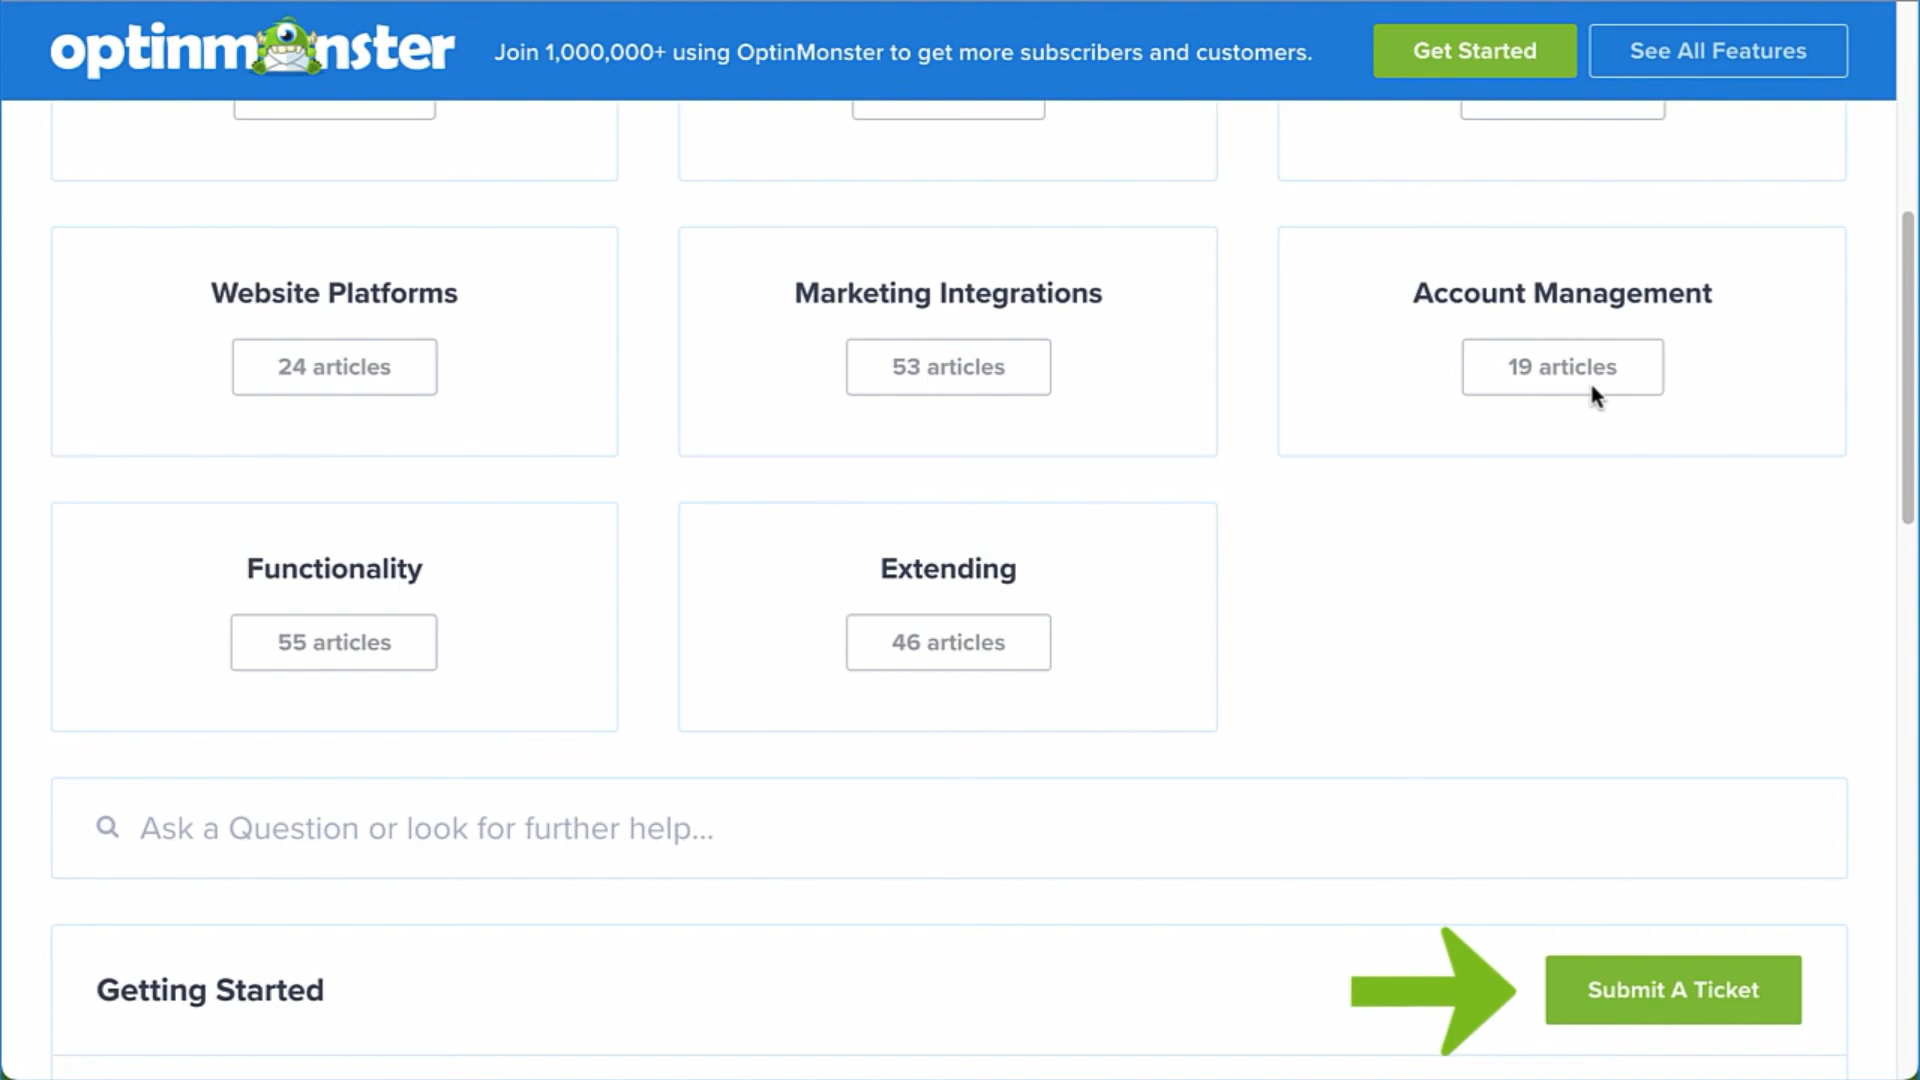 optinmonster
Join 1,000,000+ using OptinMonster to get more subscribers and customers.
Get Started
See All Features
Website Platforms
24 articles
Marketing Integrations
53 articles
Account Management
19 articles
Functionality
55 articles
Extending
46 articles
Ask a Question or look for further help...
Getting Started
Submit A Ticket